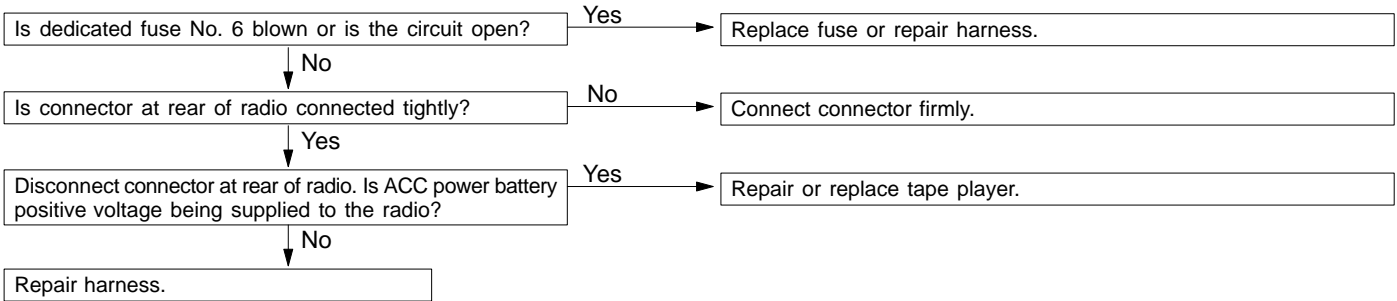 Is dedicated fuse No. 6 blown or is the circuit open?
Yes
Replace fuse or repair harness.
No
Is connector at rear of radio connected tightly?
No
Connect connector firmly.
Yes
Disconnect connector at rear of radio. Is ACC power battery
positive voltage being supplied to the radio?
Yes
Repair or replace tape player.
No
Repair harness.